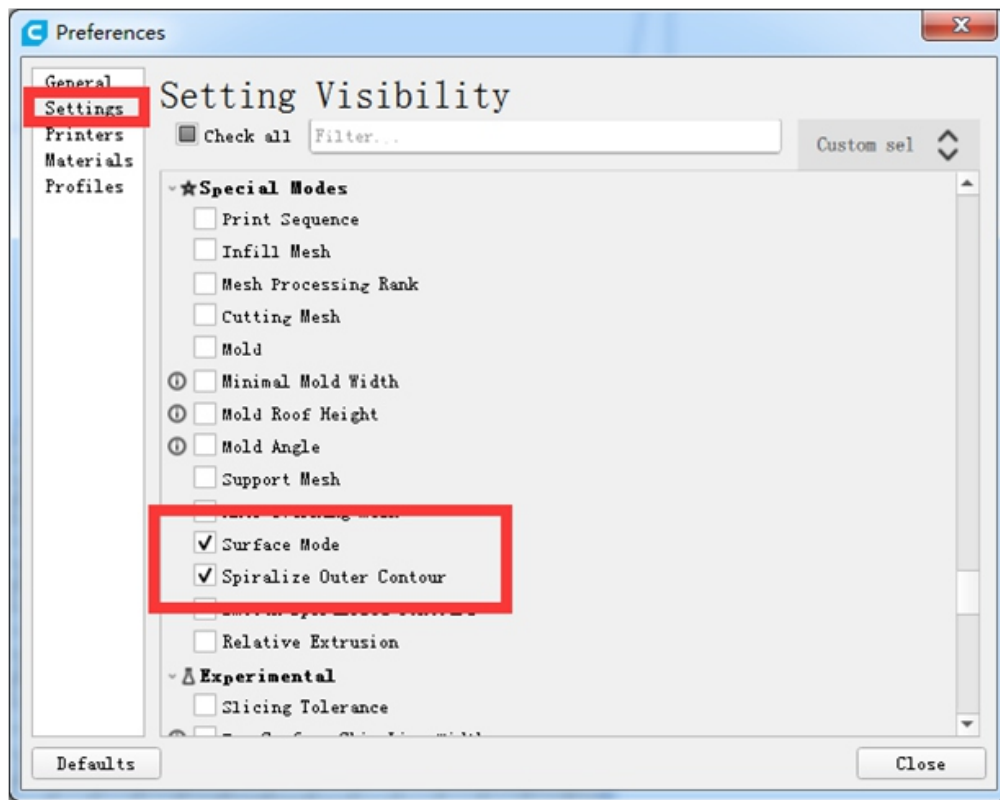 Preferences
General
Settings
Printers
Materials
Profiles
Setting Visibility
Check all
Filter...
Custom sel
Special Modes
Print Sequence
Infill Mesh
Mesh Processing Rank
Cutting Mesh
Mold
Minimal Mold Width
Mold Roof Height
Mold Angle
Support Mesh
Surface Mode
Spiralize Outer Contour
Relative Extrusion
Experimental
Slicing Tolerance
Defaults
Close